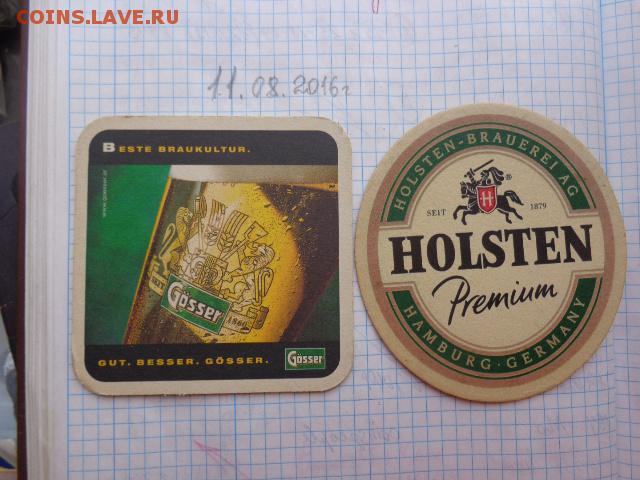 COINS.LAVE.RU
11.08.2016г
BESTE BRAUKULTUR.
www.goesser.at
Gösser
1860
GUT. BESSER. GÖSSER.
Gösser
HOLSTEN-BRAUEREI AG
H
®
SEIT 1879
HOLSTEN
Premium
HAMBURG · GERMANY